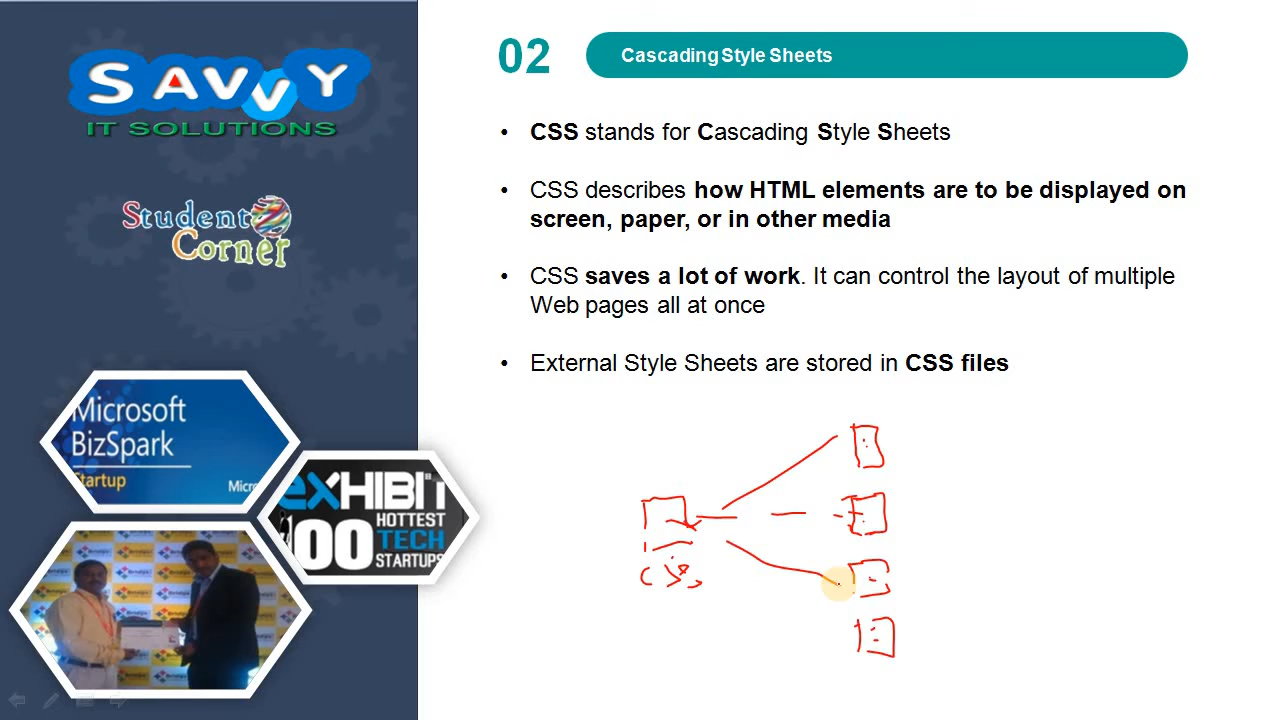 SAVVY
IT SOLUTIONS
Student
Corner
Microsoft
BizSpark
Startup
Micro
eXHIBIT
100
HOTTEST
TECH
STARTUPS
02
Cascading Style Sheets
• CSS stands for Cascading Style Sheets
• CSS describes how HTML elements are to be displayed on
screen, paper, or in other media
• CSS saves a lot of work. It can control the layout of multiple
Web pages all at once
• External Style Sheets are stored in CSS files